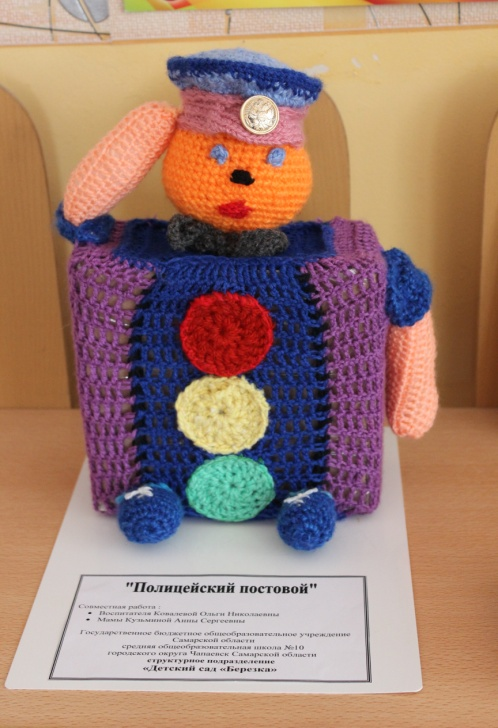 "Полицейский постовой"
Совместная работа :
• Воспитателя Ковалевой Ольги Николаевны
• Мамы Кузьминой Анны Сергеевны
Государственное бюджетное общеобразовательное учреждение
Самарской области
средняя общеобразовательная школа №10
городского округа Чапаевск Самарской области
структурное подразделение
«Детский сад «Березка»